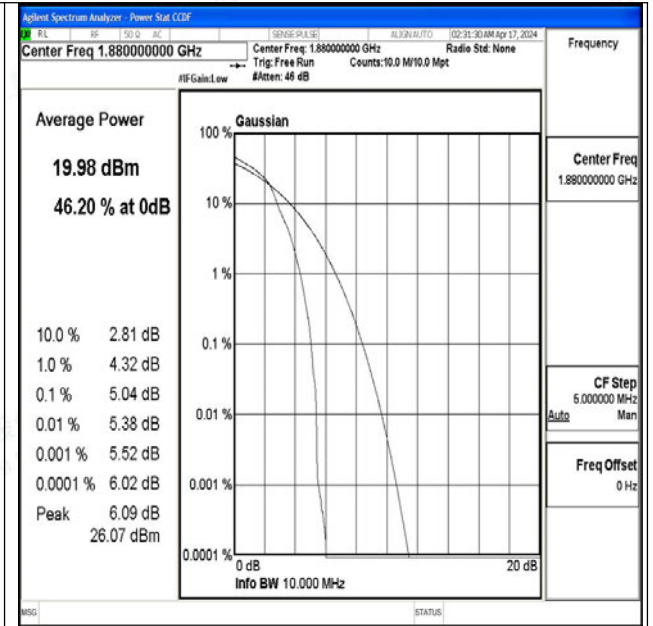 Agilent Spectrum Analyzer - Power Stat CCDF
RL RF 50 Ω AC SENSE:PULSE ALIGN AUTO 02:31:30 AM Apr 17, 2024
Center Freq 1.880000000 GHz
Center Freq: 1.880000000 GHz Radio Std: None
Trig: Free Run Counts:10.0 M/10.0 Mpt
#IFGain:Low #Atten: 46 dB
Frequency
Average Power
19.98 dBm
46.20 % at 0dB
10.0 % 2.81 dB
1.0 % 4.32 dB
0.1 % 5.04 dB
0.01 % 5.38 dB
0.001 % 5.52 dB
0.0001 % 6.02 dB
Peak 6.09 dB
26.07 dBm
Gaussian
100 %
10 %
1 %
0.1 %
0.01 %
0.001 %
0.0001 %
0 dB 20 dB
Info BW 10.000 MHz
Center Freq
1.880000000 GHz
CF Step
5.000000 MHz
Auto Man
Freq Offset
0 Hz
MSG STATUS